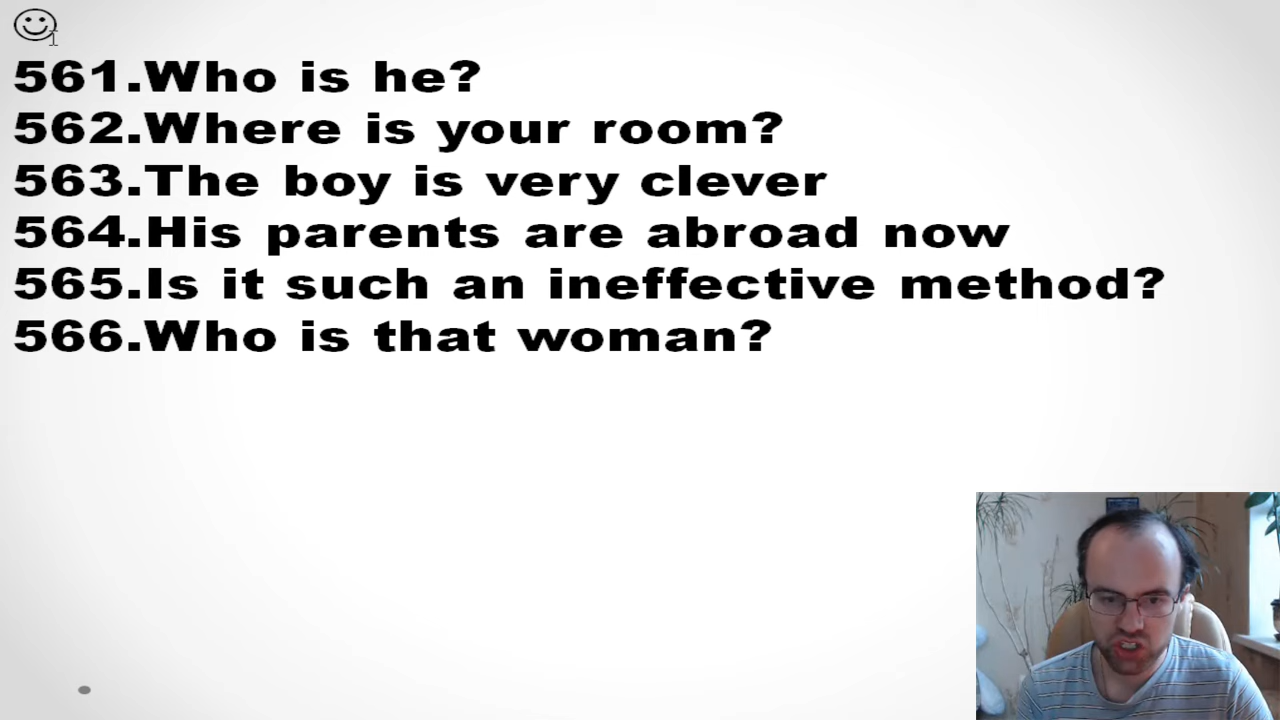 561.Who is he?
562.Where is your room?
563.The boy is very clever
564.His parents are abroad now
565.Is it such an ineffective method?
566.Who is that woman?